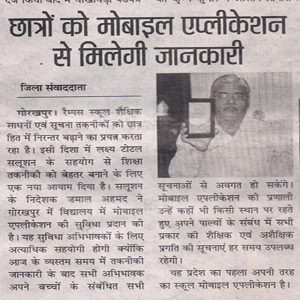 छात्रों को मोबाइल एप्लीकेशन
से मिलेगी जानकारी
जिला संवाददाता
गोरखपुर। रैम्पस स्कूल शैक्षिक
साधनों एवं सूचना तकनीकों को छात्र
हित में निरन्तर बढ़ाने का प्रयत्न करता
रहा है। इसी दिशा में लक्ष्य टोटल
सलूशन के सहयोग से शिक्षा
तकनीकी को बेहतर बनाने के लिए
एक नया आयाम दिया है। सलूशन
के निदेशक जमाल अहमद ने
गोरखपुर में विद्यालय में मोबाइल
एप्लीकेशन की सुविधा प्रदान की
है। यह सुविधा अभिभावकों के लिए
अत्याधिक सहयोगी होगी क्योंकि
आज के व्यस्तम समय में तकनीकी
जानकारी के बाद सभी अभिभावक
अपने बच्चों के संबंधित सभी
सूचनाओं से अवगत हो सकेंगे।
मोबाइल एप्लीकेशन की प्रणाली
उन्हें कहीं भी किसी स्थान पर रहते
हुए अपने पाल्यों के संबंध में सभी
प्रकार की शैक्षिक एवं अशैक्षिक
प्रगति की सूचनाएं हर समय उपलब्ध
रहेगी।
यह प्रदेश का पहला अपनी तरह
का स्कूल मोबाइल एप्लीकेशन है।